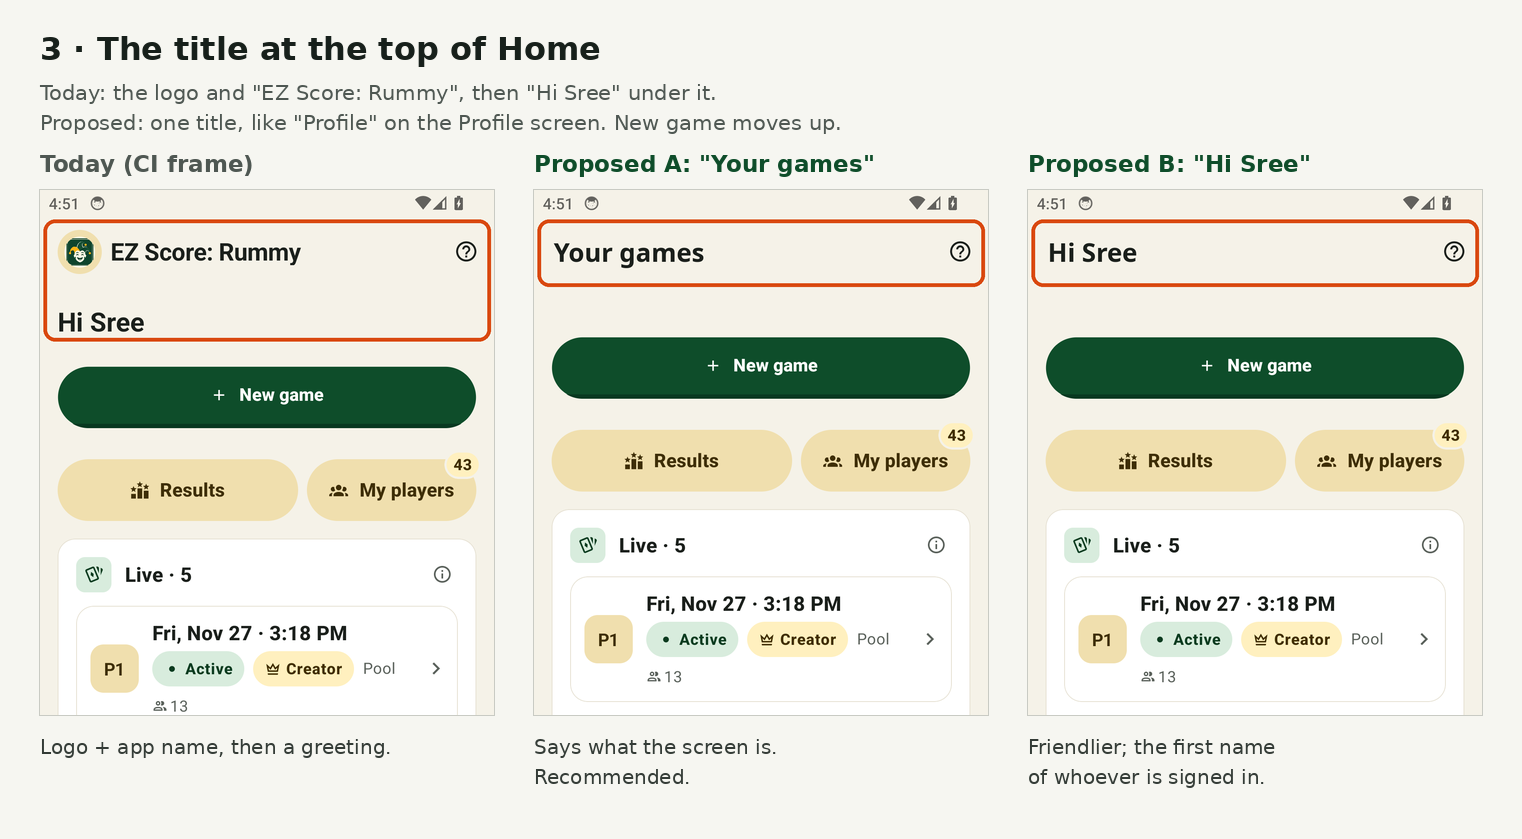 3 · The title at the top of Home
Today: the logo and "EZ Score: Rummy", then "Hi Sree" under it.
Proposed: one title, like "Profile" on the Profile screen. New game moves up.
Today (CI frame)
4:51
EZ Score: Rummy
Hi Sree
+ New game
Results
My players
43
Live · 5
Fri, Nov 27 · 3:18 PM
P1
• Active
Creator
Pool
13
Logo + app name, then a greeting.
Proposed A: "Your games"
4:51
Your games
+ New game
Results
My players
43
Live · 5
Fri, Nov 27 · 3:18 PM
P1
• Active
Creator
Pool
13
Says what the screen is.
Recommended.
Proposed B: "Hi Sree"
4:51
Hi Sree
+ New game
Results
My players
43
Live · 5
Fri, Nov 27 · 3:18 PM
P1
• Active
Creator
Pool
13
Friendlier; the first name
of whoever is signed in.